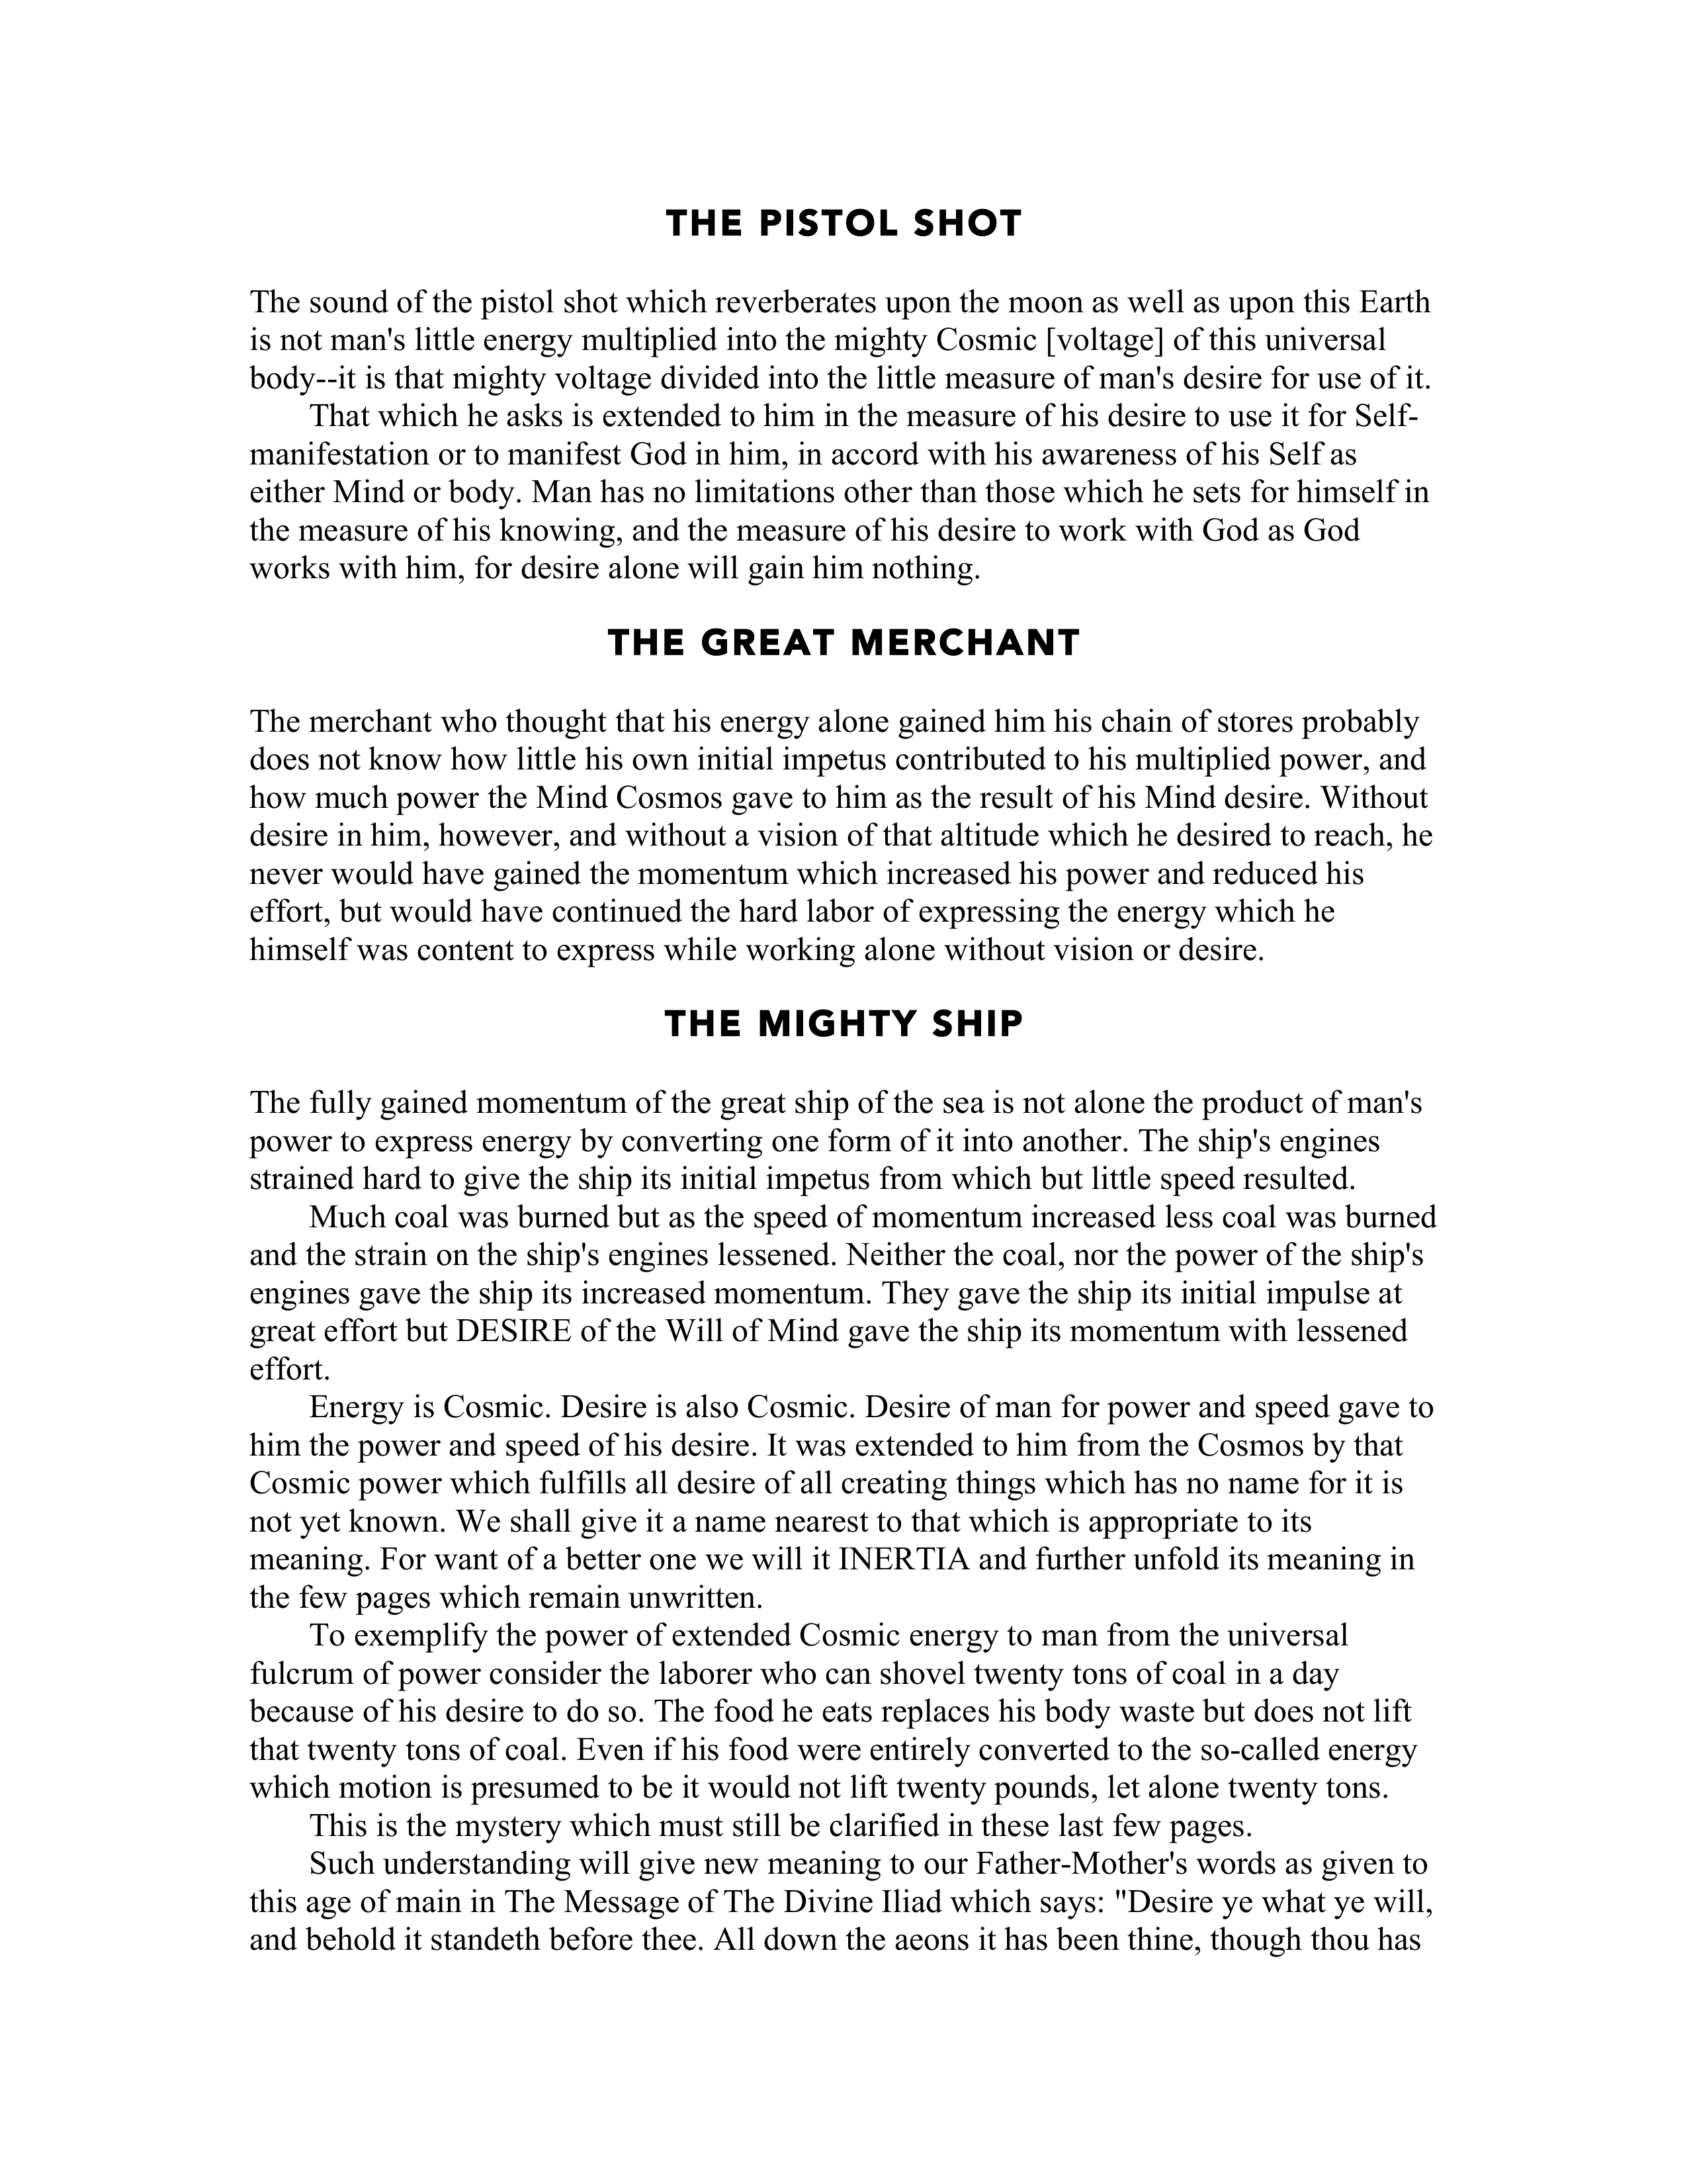 THE PISTOL SHOT
The sound of the pistol shot which reverberates upon the moon as well as upon this Earth
is not man's little energy multiplied into the mighty Cosmic [voltage] of this universal
body--it is that mighty voltage divided into the little measure of man's desire for use of it.
That which he asks is extended to him in the measure of his desire to use it for Self-
manifestation or to manifest God in him, in accord with his awareness of his Self as
either Mind or body. Man has no limitations other than those which he sets for himself in
the measure of his knowing, and the measure of his desire to work with God as God
works with him, for desire alone will gain him nothing.
THE GREAT MERCHANT
The merchant who thought that his energy alone gained him his chain of stores probably
does not know how little his own initial impetus contributed to his multiplied power, and
how much power the Mind Cosmos gave to him as the result of his Mind desire. Without
desire in him, however, and without a vision of that altitude which he desired to reach, he
never would have gained the momentum which increased his power and reduced his
effort, but would have continued the hard labor of expressing the energy which he
himself was content to express while working alone without vision or desire.
THE MIGHTY SHIP
The fully gained momentum of the great ship of the sea is not alone the product of man's
power to express energy by converting one form of it into another. The ship's engines
strained hard to give the ship its initial impetus from which but little speed resulted.
Much coal was burned but as the speed of momentum increased less coal was burned
and the strain on the ship's engines lessened. Neither the coal, nor the power of the ship's
engines gave the ship its increased momentum. They gave the ship its initial impulse at
great effort but DESIRE of the Will of Mind gave the ship its momentum with lessened
effort.
Energy is Cosmic. Desire is also Cosmic. Desire of man for power and speed gave to
him the power and speed of his desire. It was extended to him from the Cosmos by that
Cosmic power which fulfills all desire of all creating things which has no name for it is
not yet known. We shall give it a name nearest to that which is appropriate to its
meaning. For want of a better one we will it INERTIA and further unfold its meaning in
the few pages which remain unwritten.
To exemplify the power of extended Cosmic energy to man from the universal
fulcrum of power consider the laborer who can shovel twenty tons of coal in a day
because of his desire to do so. The food he eats replaces his body waste but does not lift
that twenty tons of coal. Even if his food were entirely converted to the so-called energy
which motion is presumed to be it would not lift twenty pounds, let alone twenty tons.
This is the mystery which must still be clarified in these last few pages.
Such understanding will give new meaning to our Father-Mother's words as given to
this age of main in The Message of The Divine Iliad which says: "Desire ye what ye will,
and behold it standeth before thee. All down the aeons it has been thine, though thou has